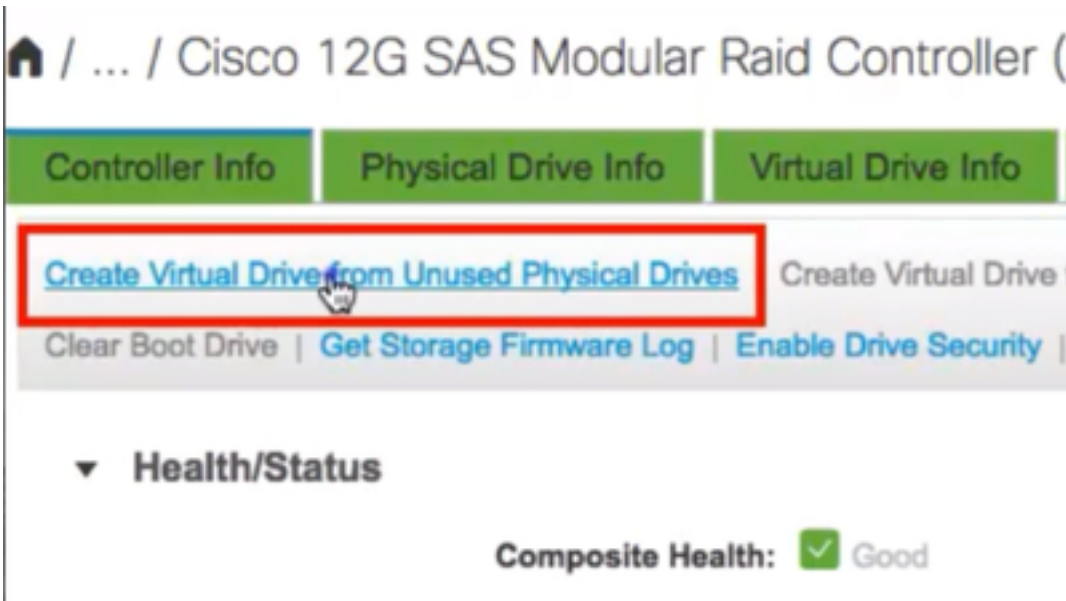 / ... / Cisco 12G SAS Modular Raid Controller (
Controller Info Physical Drive Info Virtual Drive Info
Create Virtual Drive from Unused Physical Drives Create Virtual Drive
Clear Boot Drive | Get Storage Firmware Log | Enable Drive Security |
Health/Status
Composite Health: Good